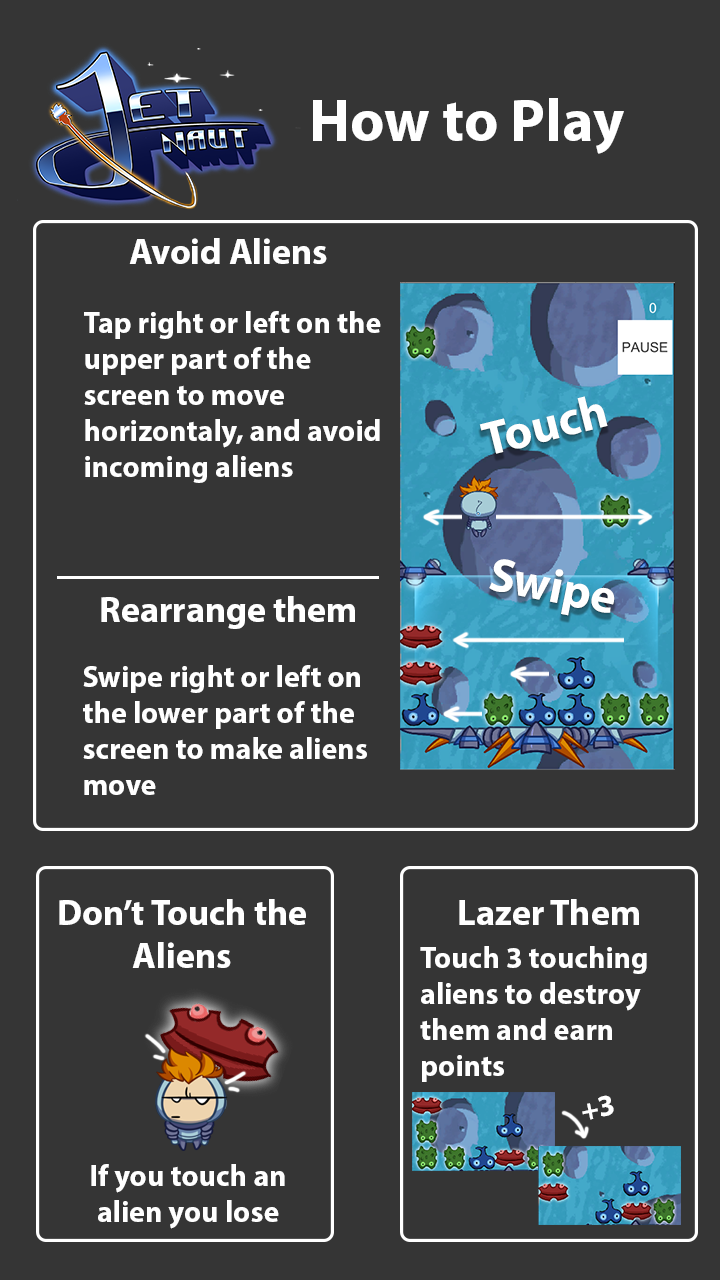 JET
NAUT
How to Play
Avoid Aliens
Tap right or left on the
upper part of the
screen to move
horizontaly, and avoid
incoming aliens
0
PAUSE
Touch
Swipe
Rearrange them
Swipe right or left on
the lower part of the
screen to make aliens
move
Don’t Touch the
Aliens
If you touch an
alien you lose
Lazer Them
Touch 3 touching
aliens to destroy
them and earn
points
+3